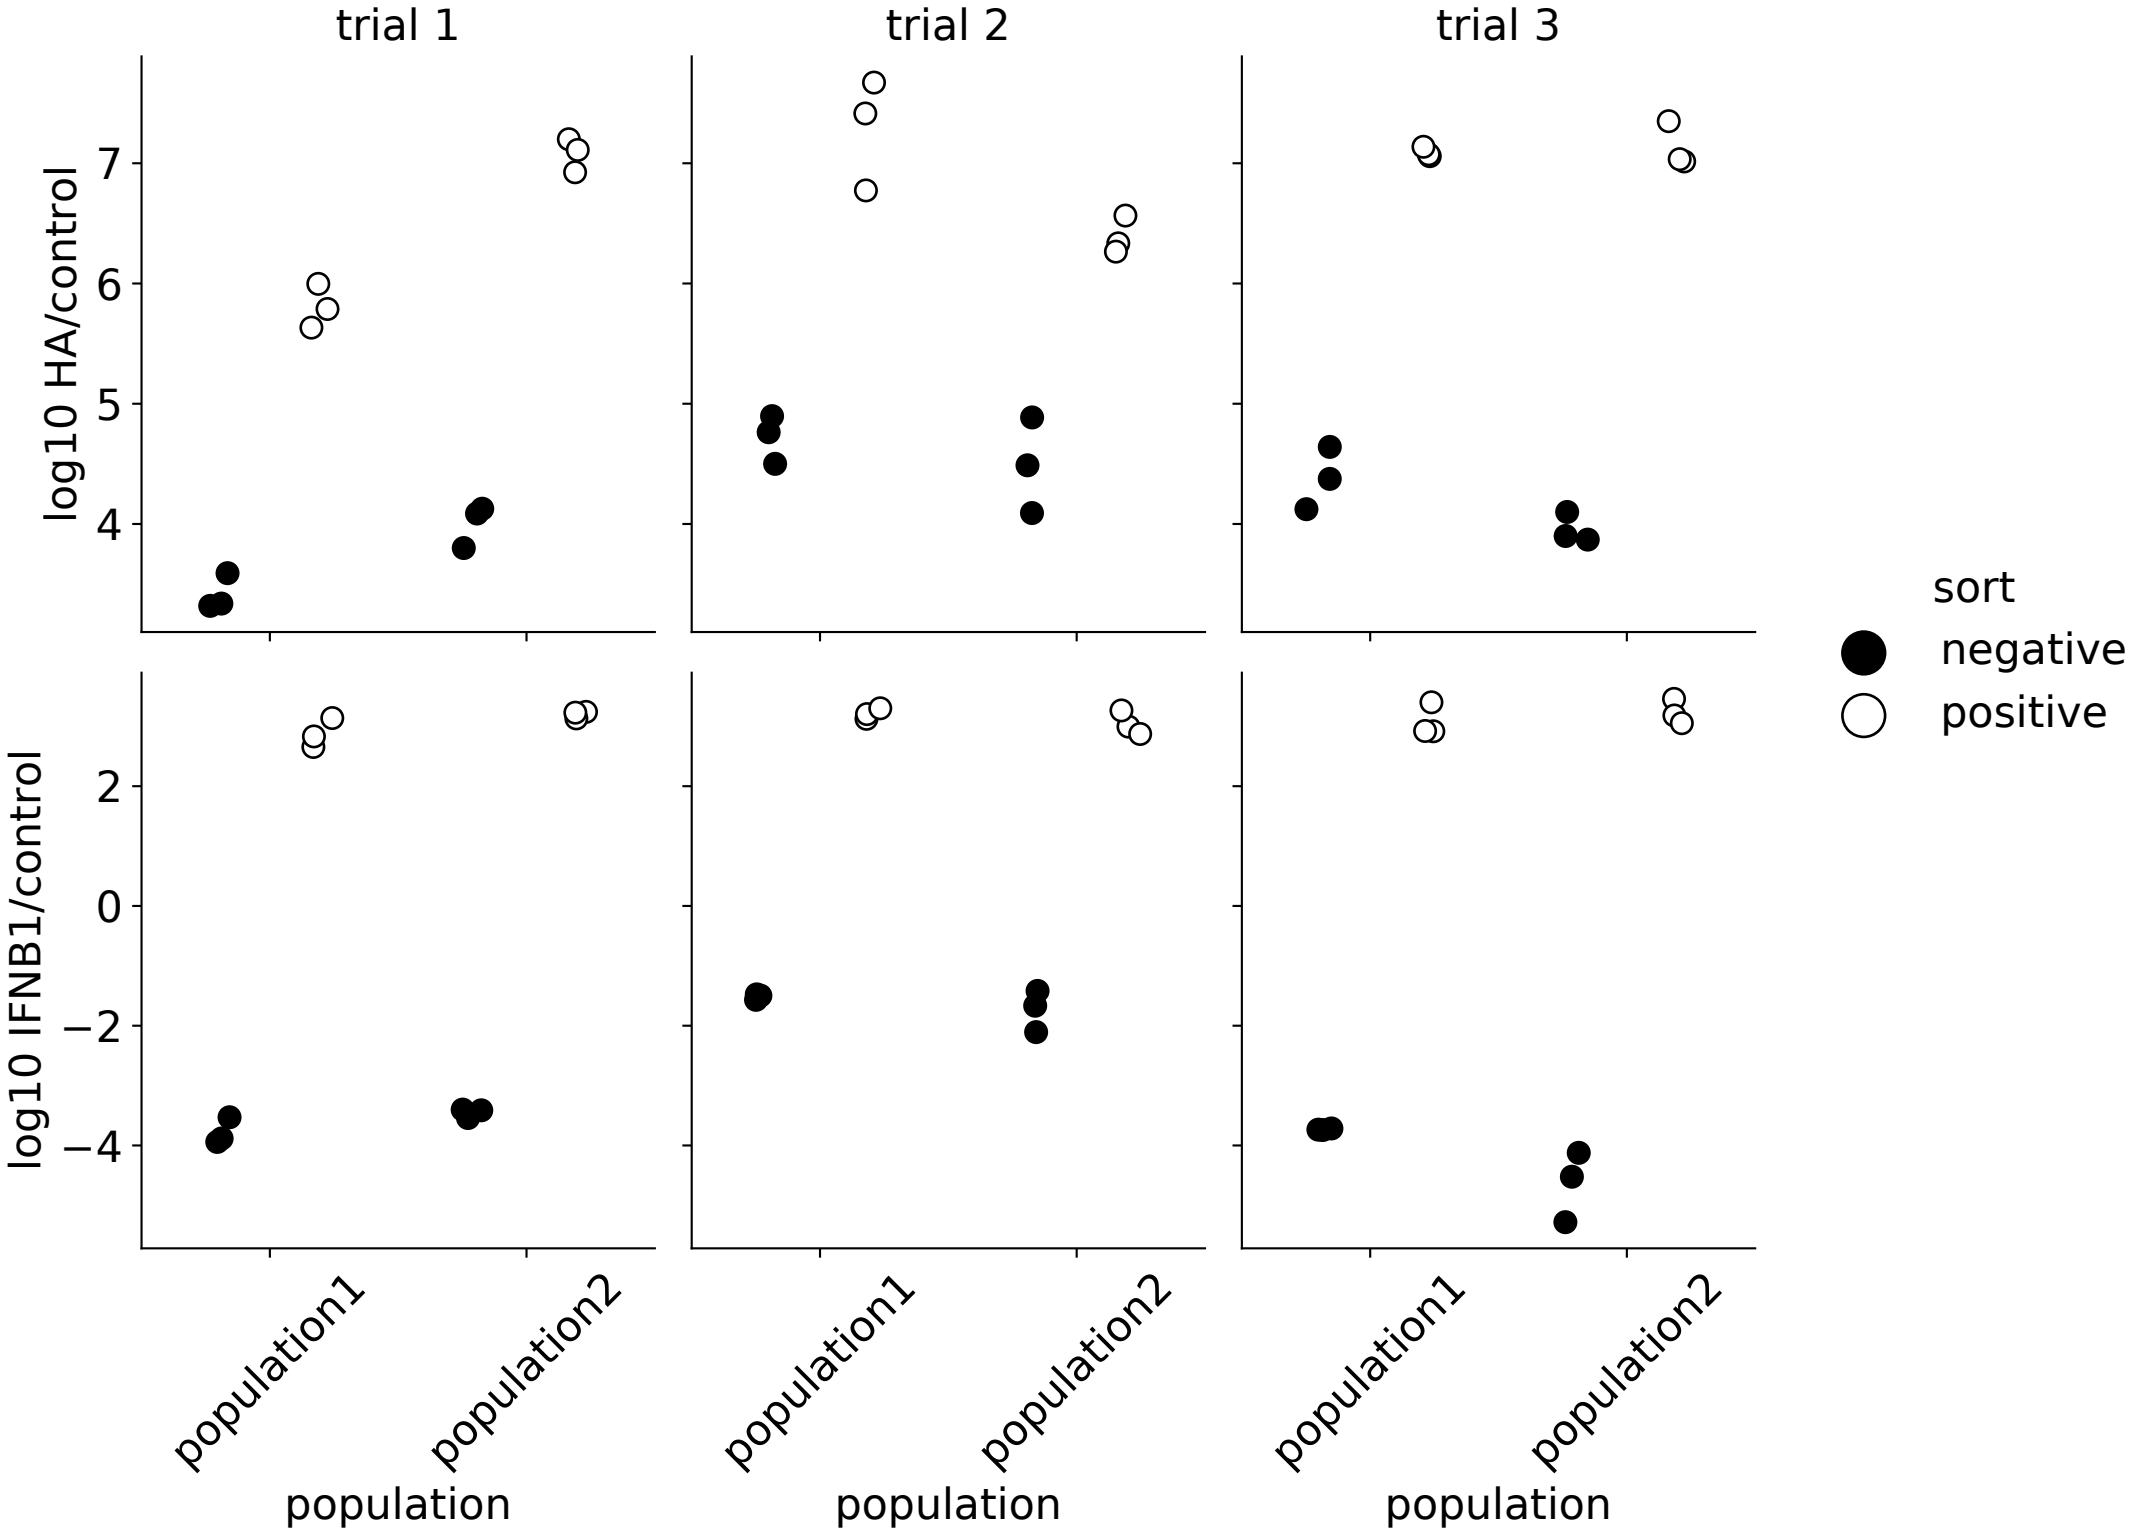 trial 1
trial 2
trial 3
log10 HA/control
7
6
5
4
log10 IFNB1/control
2
0
−2
−4
sort
negative
positive
population1
population2
population1
population2
population1
population2
population
population
population